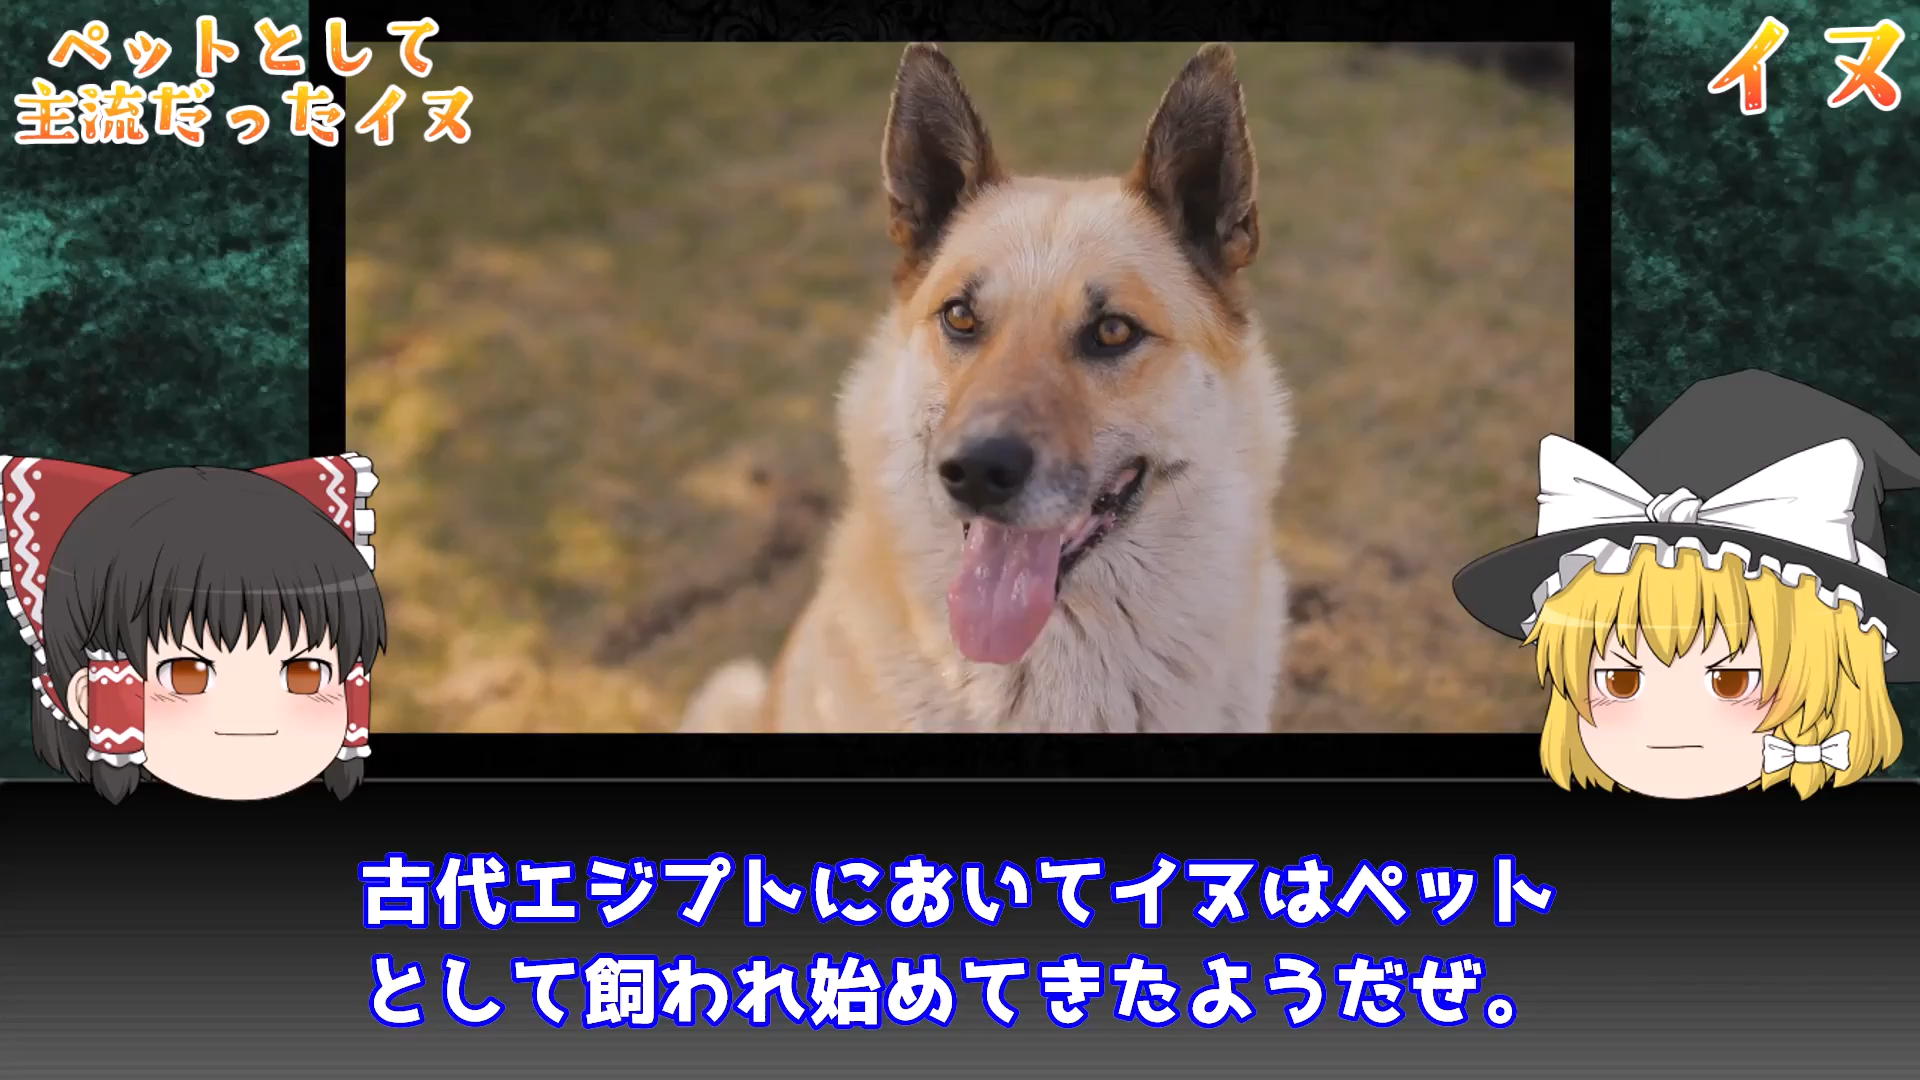 ペットとして
主流だったイヌ
イヌ
古代エジプトにおいてイヌはペット
として飼われ始めてきたようだぜ。